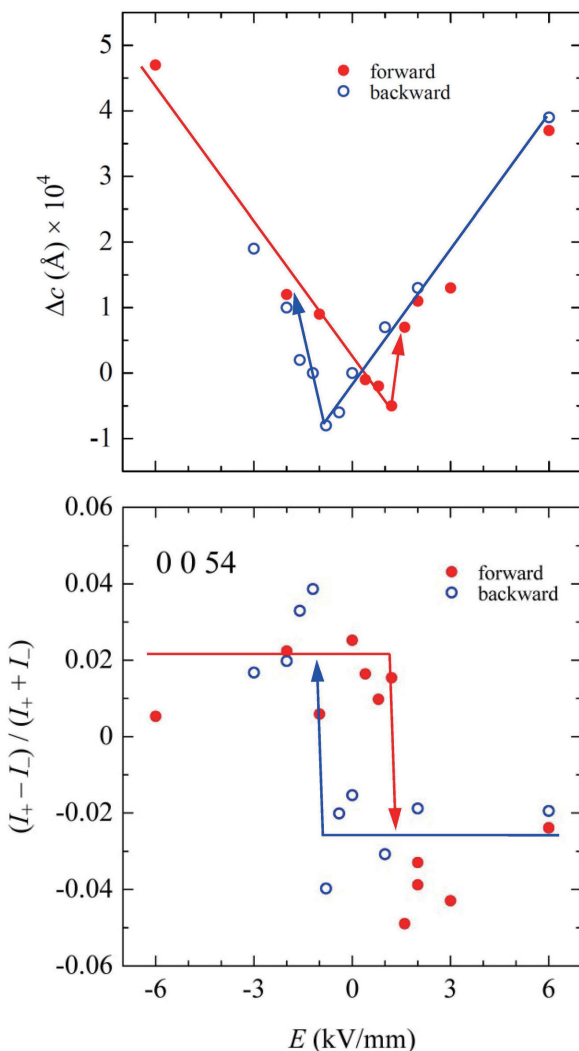 5
4
3
2
1
0
-1
Δc (Å) × 10⁴
forward
backward
0.06
0.04
0.02
0
-0.02
-0.04
-0.06
(I₊ – I₋) / (I₊ + I₋)
0 0 54
forward
backward
-6 -3 0 3 6
E (kV/mm)